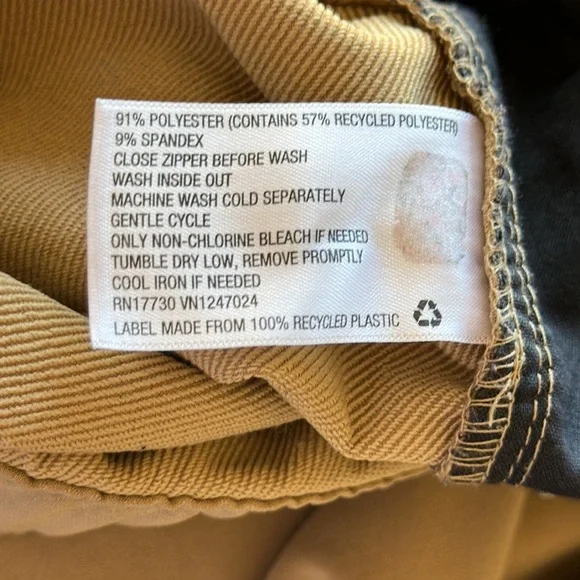 91% POLYESTER (CONTAINS 57% RECYCLED POLYESTER)
9% SPANDEX
CLOSE ZIPPER BEFORE WASH
WASH INSIDE OUT
MACHINE WASH COLD SEPARATELY
GENTLE CYCLE
ONLY NON-CHLORINE BLEACH IF NEEDED
TUMBLE DRY LOW, REMOVE PROMPTLY
COOL IRON IF NEEDED
RN17730 VN1247024
LABEL MADE FROM 100% RECYCLED PLASTIC